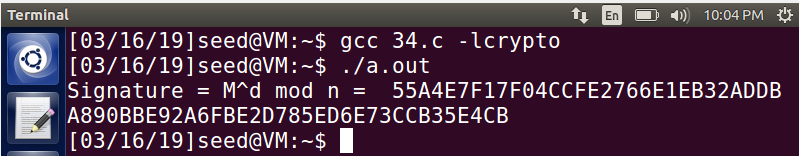 Terminal
En
10:04 PM
[03/16/19]seed@VM:~$ gcc 34.c -lcrypto
[03/16/19]seed@VM:~$ ./a.out
Signature = M^d mod n =  55A4E7F17F04CCFE2766E1EB32ADDB
A890BBE92A6FBE2D785ED6E73CCB35E4CB
[03/16/19]seed@VM:~$